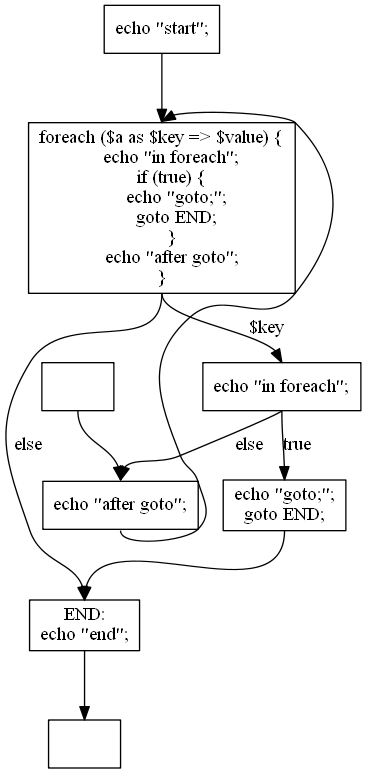 echo "start";
foreach ($a as $key => $value) {
echo "in foreach";
if (true) {
echo "goto;";
goto END;
}
echo "after goto";
}
$key
echo "in foreach";
else
else
true
echo "after goto";
echo "goto;";
goto END;
END:
echo "end";